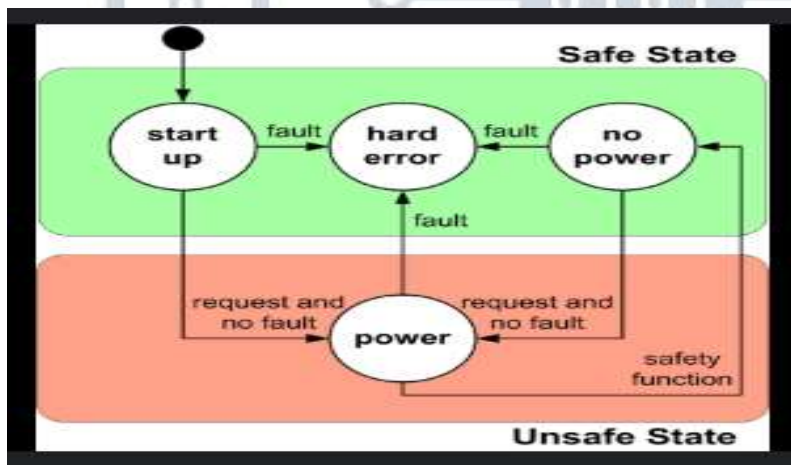 Safe State
start
up
fault
hard
error
fault
no
power
fault
request and
no fault
power
request and
no fault
safety
function
Unsafe State